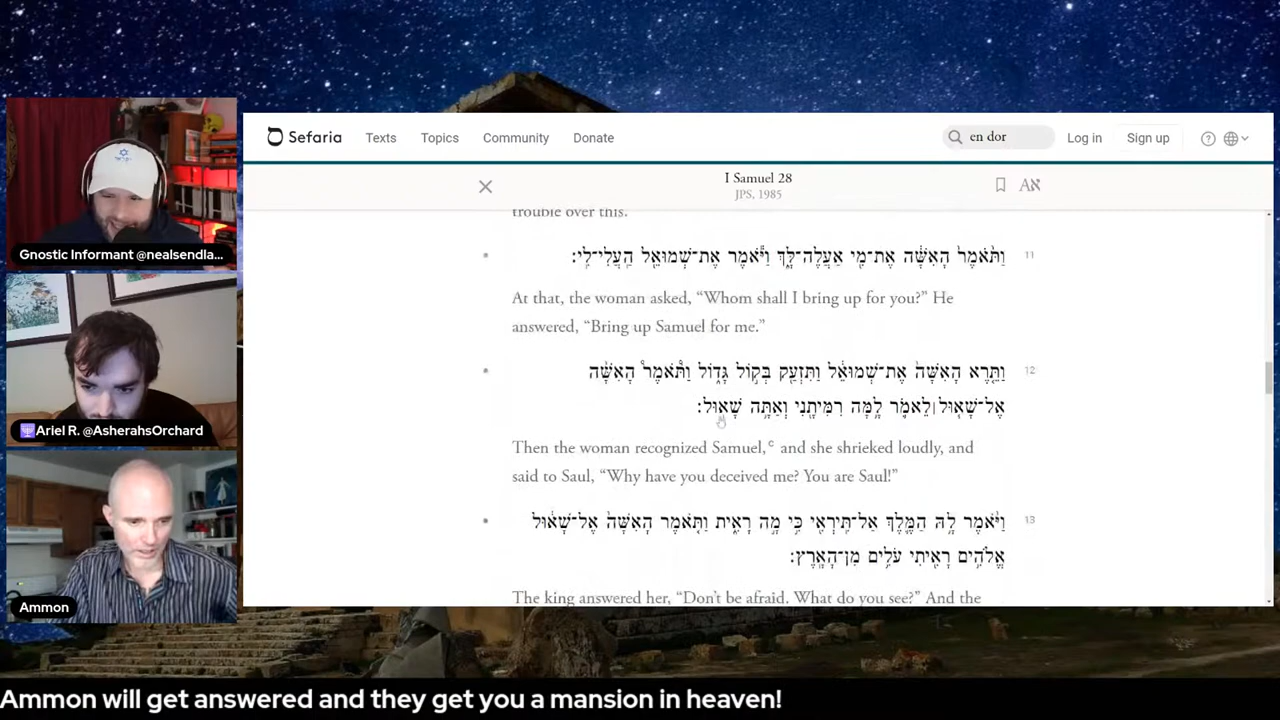 Sefaria
Texts
Topics
Community
Donate
en dor
Log in
Sign up
I Samuel 28
JPS, 1985
trouble over this.
11
וַתֹּ֙אמֶר֙ הָֽאִשָּׁ֔ה אֶת־מִ֖י אַעֲלֶה־לָּ֑ךְ וַיֹּ֕אמֶר אֶת־שְׁמוּאֵ֖ל הַֽעֲלִי־לִֽי׃
At that, the woman asked, “Whom shall I bring up for you?” He
answered, “Bring up Samuel for me.”
12
וַתֵּ֤רֶא הָֽאִשָּׁה֙ אֶת־שְׁמוּאֵ֔ל וַתִּזְעַ֖ק בְּק֣וֹל גָּד֑וֹל וַתֹּ֩אמֶר֩ הָאִשָּׁ֨ה
אֶל־שָׁא֧וּל ׀ לֵאמֹ֛ר לָ֥מָּה רִמִּיתָ֖נִי וְאַתָּ֥ה שָׁאֽוּל׃
Then the woman recognized Samuel,ᶜ and she shrieked loudly, and
said to Saul, “Why have you deceived me? You are Saul!”
13
וַיֹּ֨אמֶר לָ֥הּ הַמֶּ֛לֶךְ אַל־תִּֽירְאִ֖י כִּ֣י מָ֣ה רָאִ֑ית וַתֹּ֤אמֶר הָֽאִשָּׁה֙ אֶל־שָׁא֔וּל
אֱלֹהִ֥ים רָאִ֖יתִי עֹלִ֥ים מִן־הָאָֽרֶץ׃
The king answered her, “Don’t be afraid. What do you see?” And the
Gnostic Informant @nealsendla...
Ariel R. @AsherahsOrchard
Ammon
Ammon will get answered and they get you a mansion in heaven!